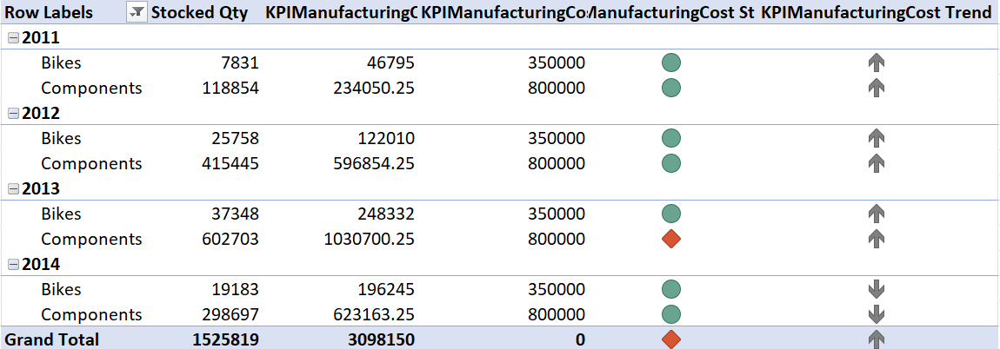 Row Labels Stocked Qty KPIManufacturingC KPIManufacturingCo ManufacturingCost St KPIManufacturingCost Trend
2011
Bikes 7831 46795 350000
Components 118854 234050.25 800000
2012
Bikes 25758 122010 350000
Components 415445 596854.25 800000
2013
Bikes 37348 248332 350000
Components 602703 1030700.25 800000
2014
Bikes 19183 196245 350000
Components 298697 623163.25 800000
Grand Total 1525819 3098150 0